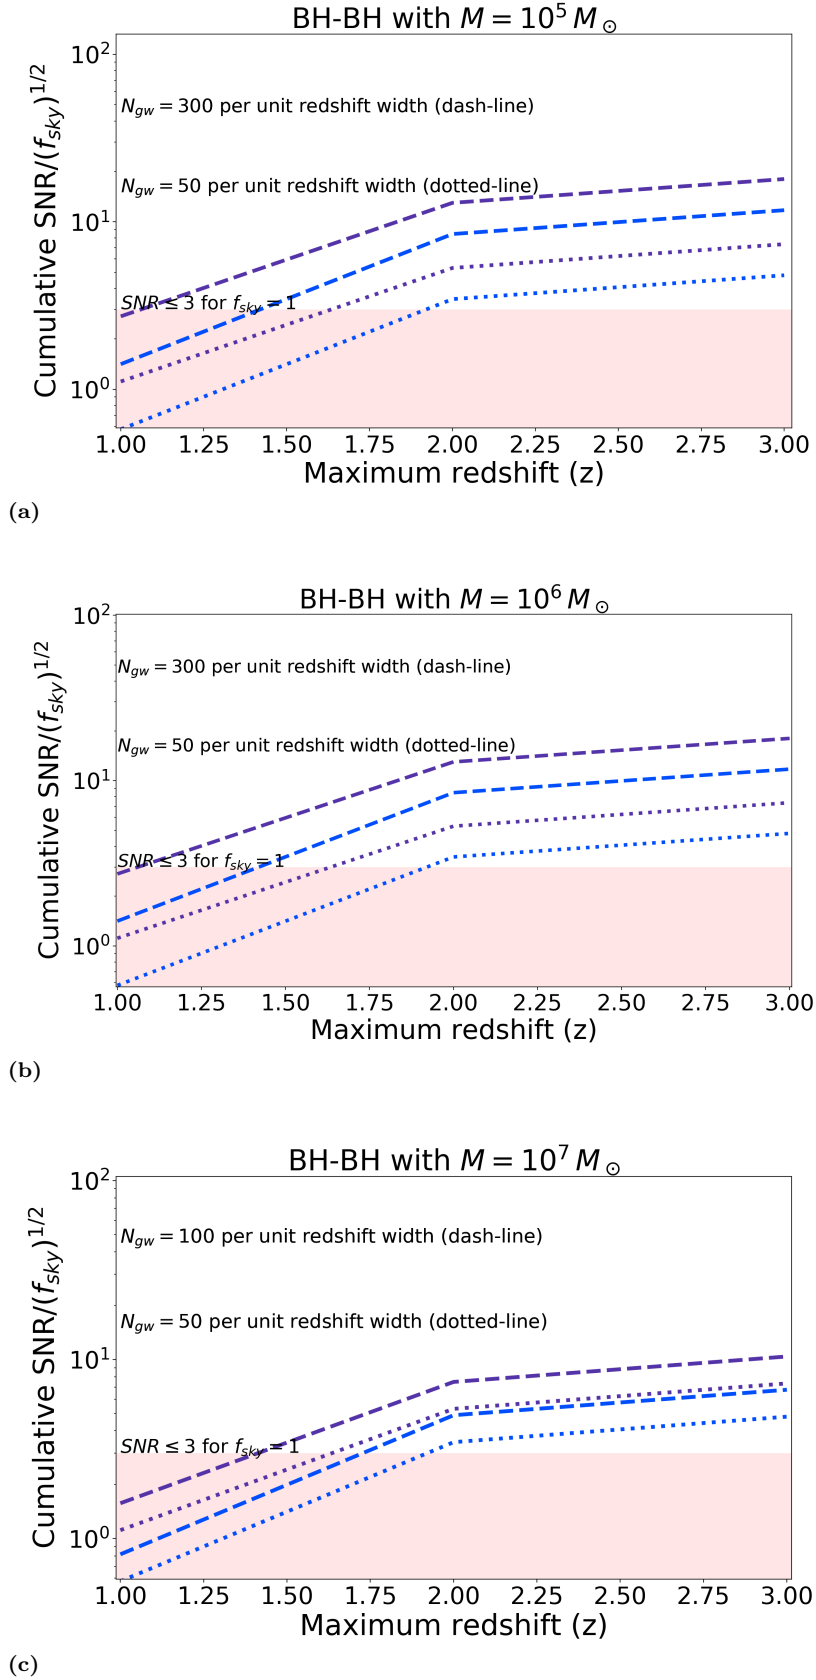 BH-BH with M = 10^5 M_⊙
Cumulative SNR/(f_sky)^1/2
10^2
10^1
10^0
N_gw = 300 per unit redshift width (dash-line)
N_gw = 50 per unit redshift width (dotted-line)
SNR ≤ 3 for f_sky = 1
1.00 1.25 1.50 1.75 2.00 2.25 2.50 2.75 3.00
Maximum redshift (z)
(a)
BH-BH with M = 10^6 M_⊙
Cumulative SNR/(f_sky)^1/2
10^2
10^1
10^0
N_gw = 300 per unit redshift width (dash-line)
N_gw = 50 per unit redshift width (dotted-line)
SNR ≤ 3 for f_sky = 1
1.00 1.25 1.50 1.75 2.00 2.25 2.50 2.75 3.00
Maximum redshift (z)
(b)
BH-BH with M = 10^7 M_⊙
Cumulative SNR/(f_sky)^1/2
10^2
10^1
10^0
N_gw = 100 per unit redshift width (dash-line)
N_gw = 50 per unit redshift width (dotted-line)
SNR ≤ 3 for f_sky = 1
1.00 1.25 1.50 1.75 2.00 2.25 2.50 2.75 3.00
Maximum redshift (z)
(c)